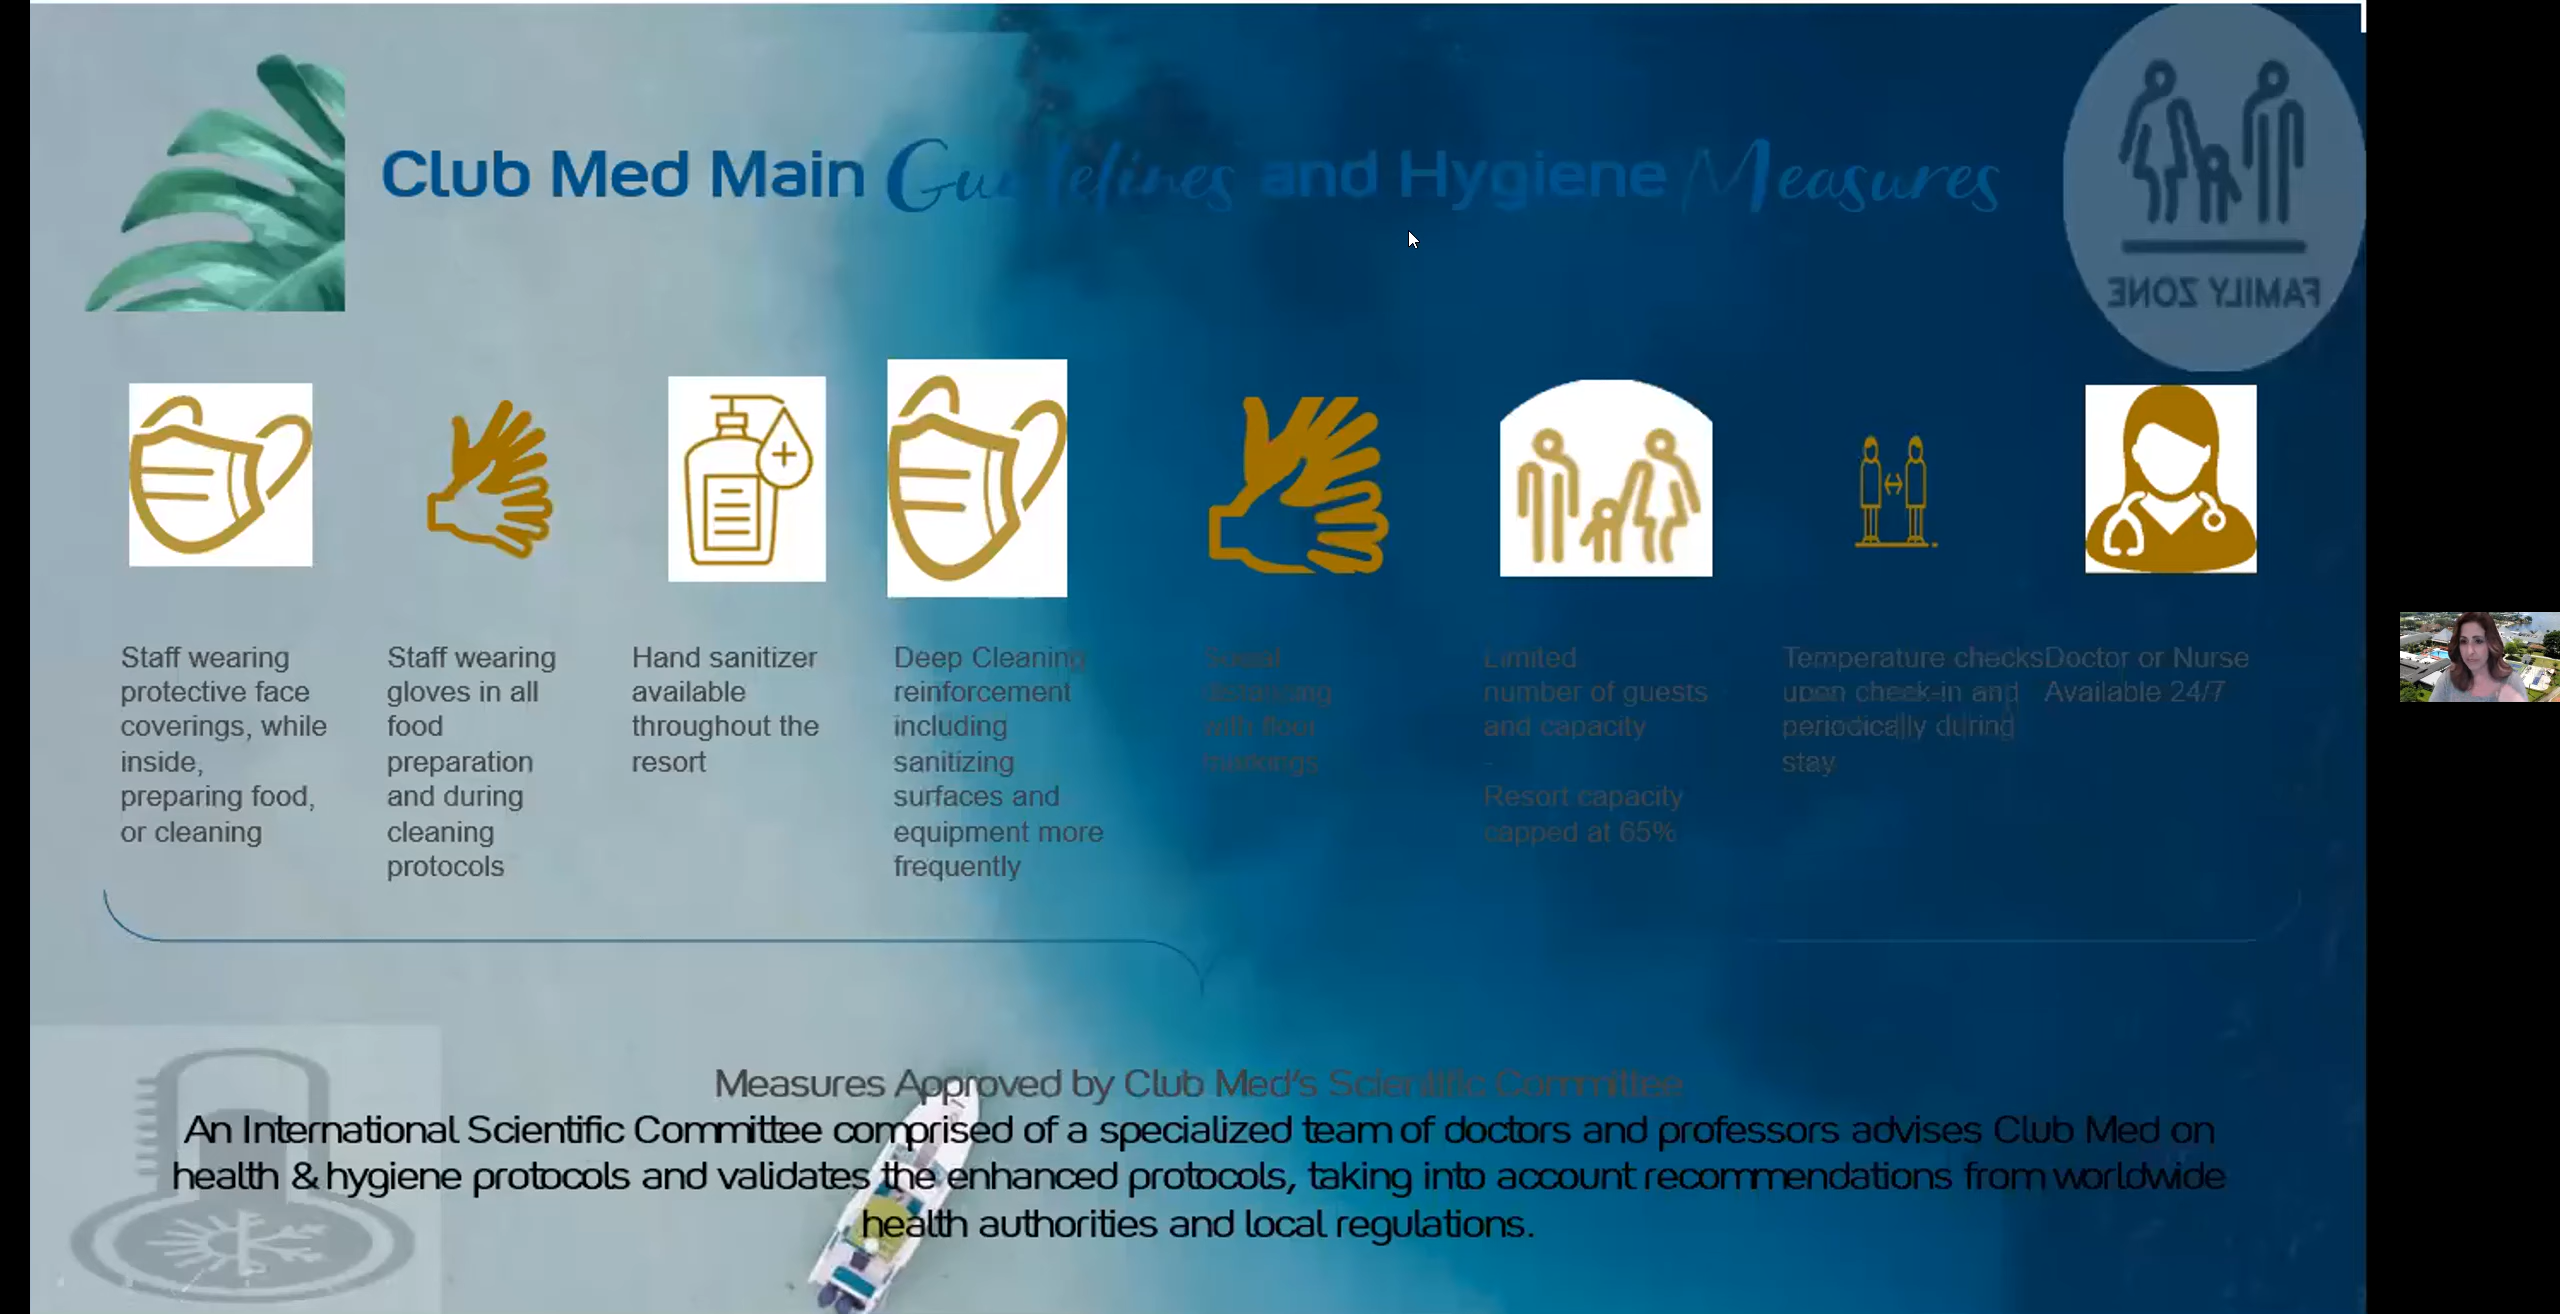 Club Med Main Guidelines and Hygiene Measures
FAMILY ZONE
Staff wearing
protective face
coverings, while
inside,
preparing food,
or cleaning
Staff wearing
gloves in all
food
preparation
and during
cleaning
protocols
Hand sanitizer
available
throughout the
resort
Deep Cleaning
reinforcement
including
sanitizing
surfaces and
equipment more
frequently
Social
distancing
with floor
markings
Limited
number of guests
and capacity
-
Resort capacity
capped at 65%
Temperature checks
upon check-in and
periodically during
stay
Doctor or Nurse
Available 24/7
Measures Approved by Club Med's Scientific Committee
An International Scientific Committee comprised of a specialized team of doctors and professors advises Club Med on
health & hygiene protocols and validates the enhanced protocols, taking into account recommendations from worldwide
health authorities and local regulations.